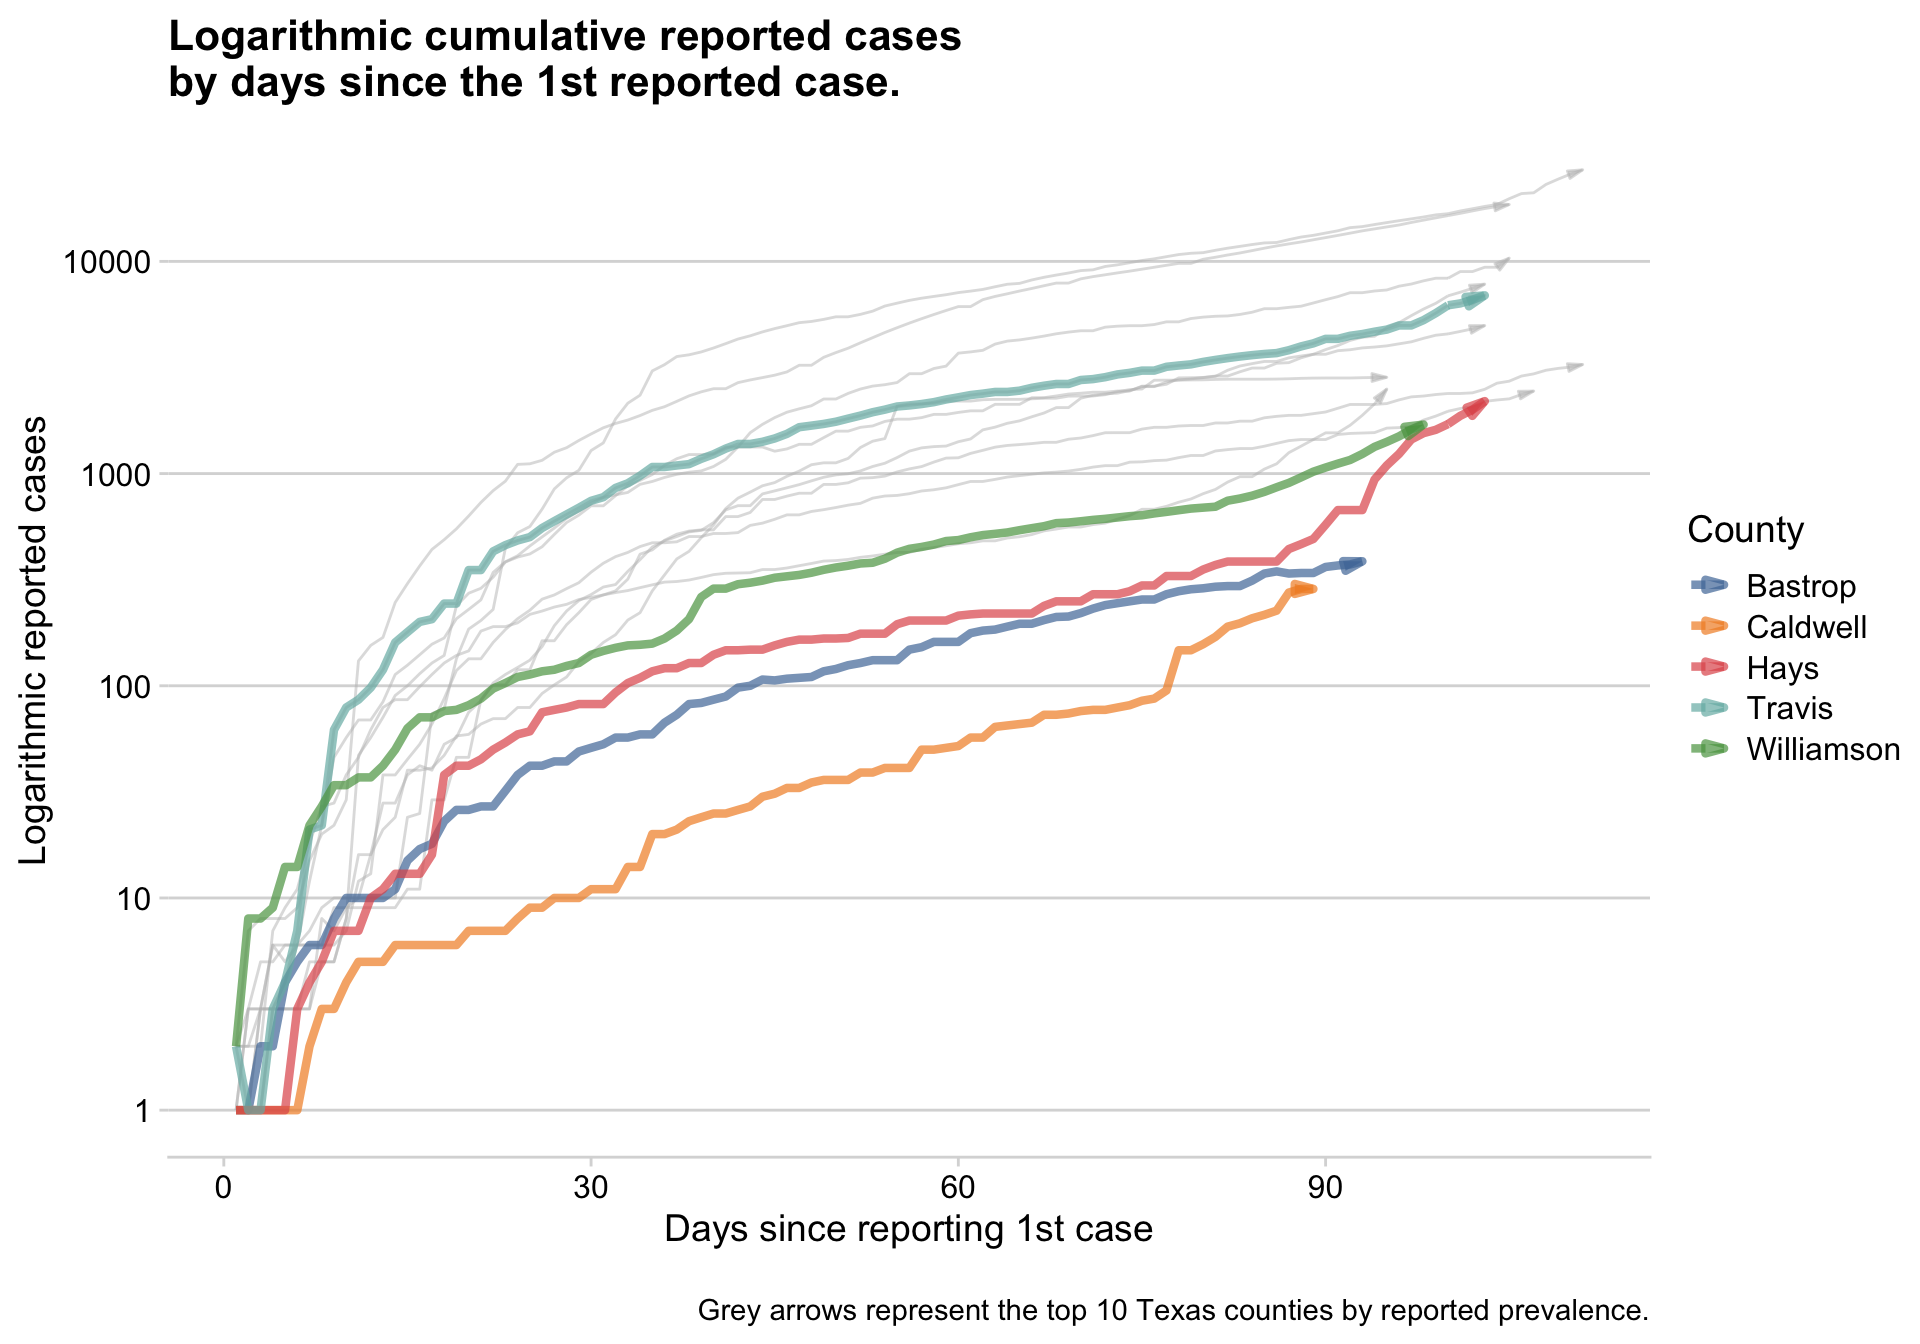 Logarithmic cumulative reported cases
by days since the 1st reported case.
Logarithmic reported cases
10000
1000
100
10
1
0
30
60
90
Days since reporting 1st case
County
Bastrop
Caldwell
Hays
Travis
Williamson
Grey arrows represent the top 10 Texas counties by reported prevalence.